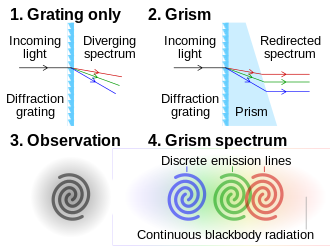 1. Grating only
Incoming
light
Diverging
spectrum
Diffraction
grating
2. Grism
Incoming
light
Redirected
spectrum
Diffraction
grating
Prism
3. Observation
4. Grism spectrum
Discrete emission lines
Continuous blackbody radiation